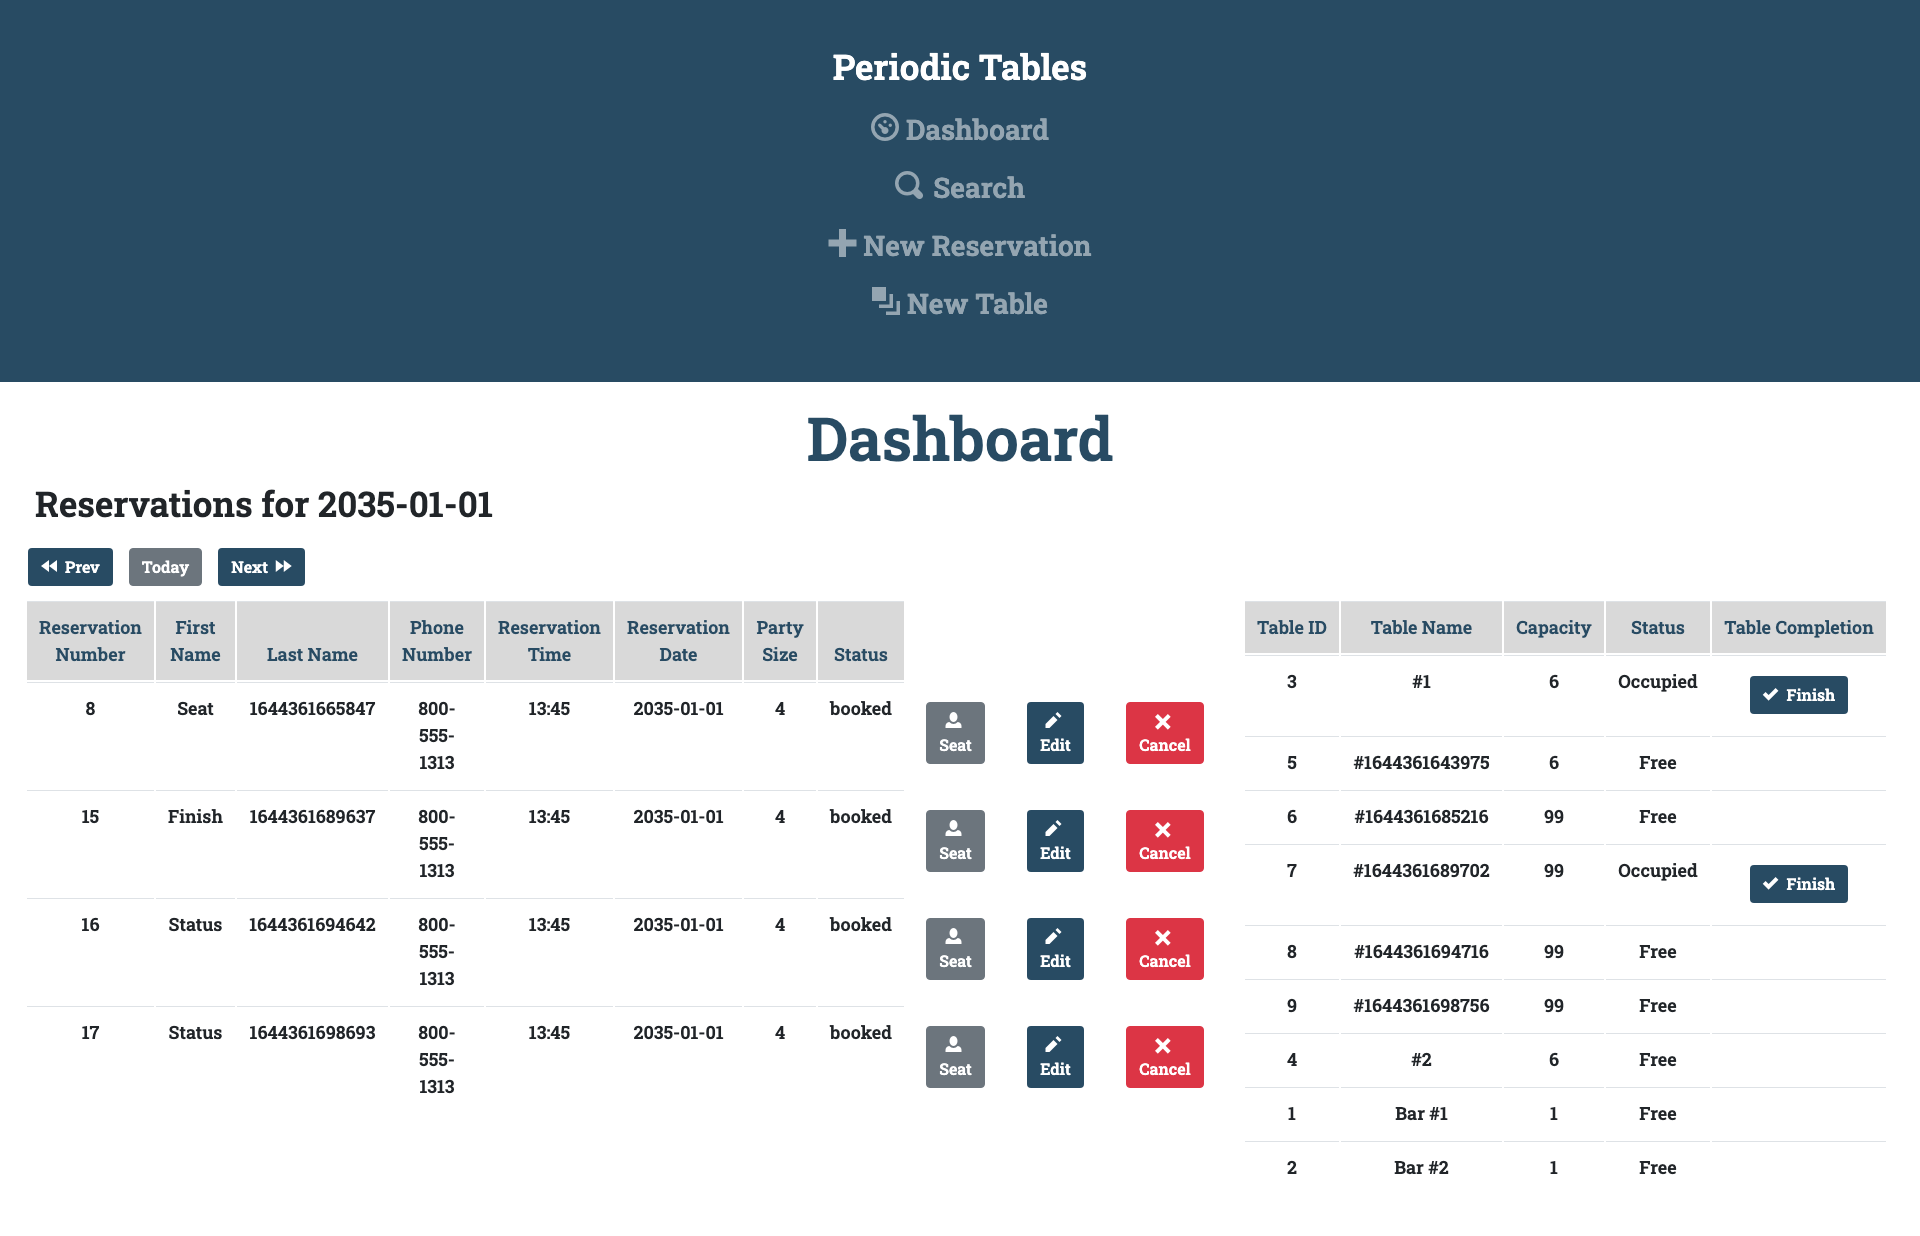 Periodic Tables
Dashboard
Search
New Reservation
New Table
Dashboard
Reservations for 2035-01-01
Prev Today Next
Reservation Number First Name Last Name Phone Number Reservation Time Reservation Date Party Size Status
8 Seat 1644361665847 800-555-1313 13:45 2035-01-01 4 booked Seat Edit Cancel
15 Finish 1644361689637 800-555-1313 13:45 2035-01-01 4 booked Seat Edit Cancel
16 Status 1644361694642 800-555-1313 13:45 2035-01-01 4 booked Seat Edit Cancel
17 Status 1644361698693 800-555-1313 13:45 2035-01-01 4 booked Seat Edit Cancel
Table ID Table Name Capacity Status Table Completion
3 #1 6 Occupied Finish
5 #1644361643975 6 Free
6 #1644361685216 99 Free
7 #1644361689702 99 Occupied Finish
8 #1644361694716 99 Free
9 #1644361698756 99 Free
4 #2 6 Free
1 Bar #1 1 Free
2 Bar #2 1 Free